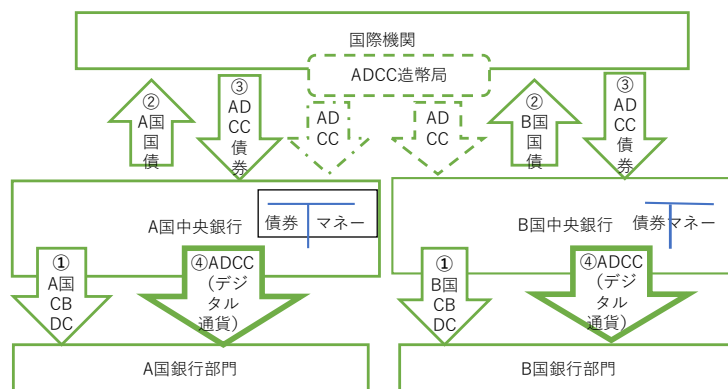 国際機関
ADCC造幣局
②
A国
国
債
③
AD
CC
債
券
AD
CC
AD
CC
②
B国
国
債
③
AD
CC
債
券
A国中央銀行
債券
マネー
B国中央銀行
債券
マネー
①
A国
CB
DC
④ADCC
（デジ
タル
通貨）
①
B国
CB
DC
④ADCC
（デジ
タル
通貨）
A国銀行部門
B国銀行部門